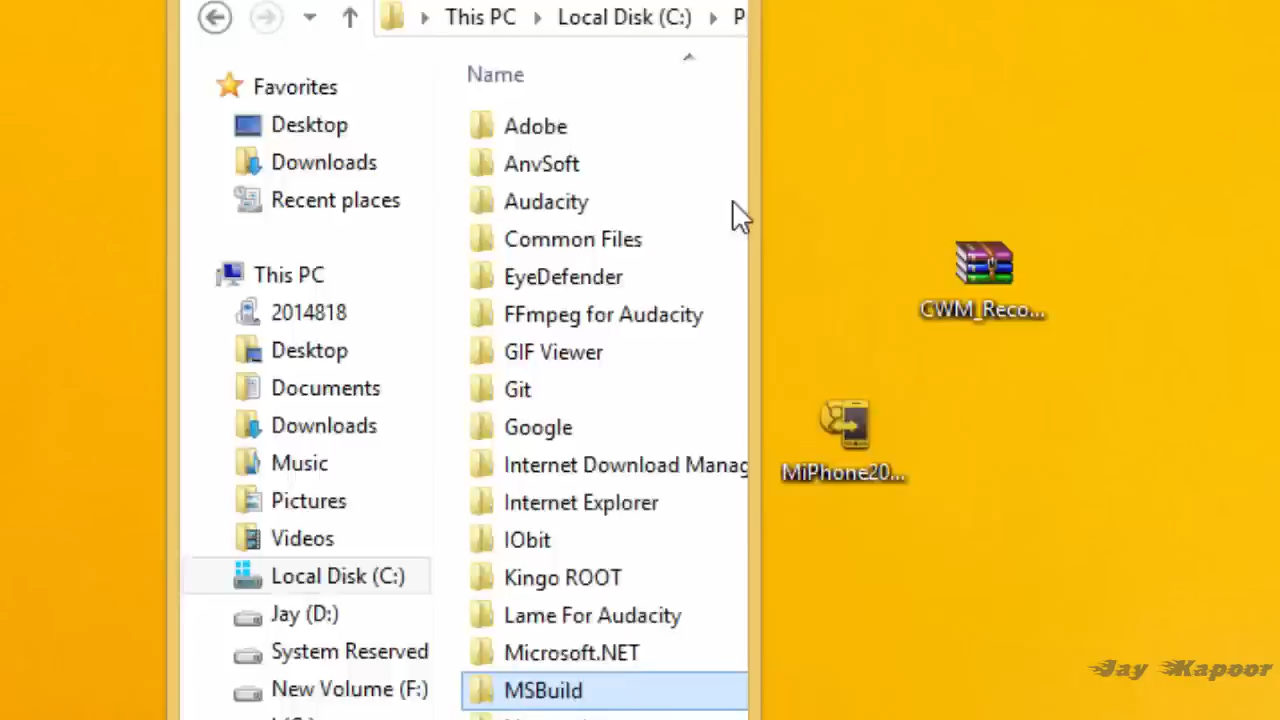 This PC
Local Disk (C:)
P
Name
Favorites
Desktop
Downloads
Recent places
This PC
2014818
Desktop
Documents
Downloads
Music
Pictures
Videos
Local Disk (C:)
Jay (D:)
System Reserved
New Volume (F:)
Adobe
AnvSoft
Audacity
Common Files
EyeDefender
FFmpeg for Audacity
GIF Viewer
Git
Google
Internet Download Manag
Internet Explorer
IObit
Kingo ROOT
Lame For Audacity
Microsoft.NET
MSBuild
CWM_Reco...
MiPhone20...
Jay Kapoor